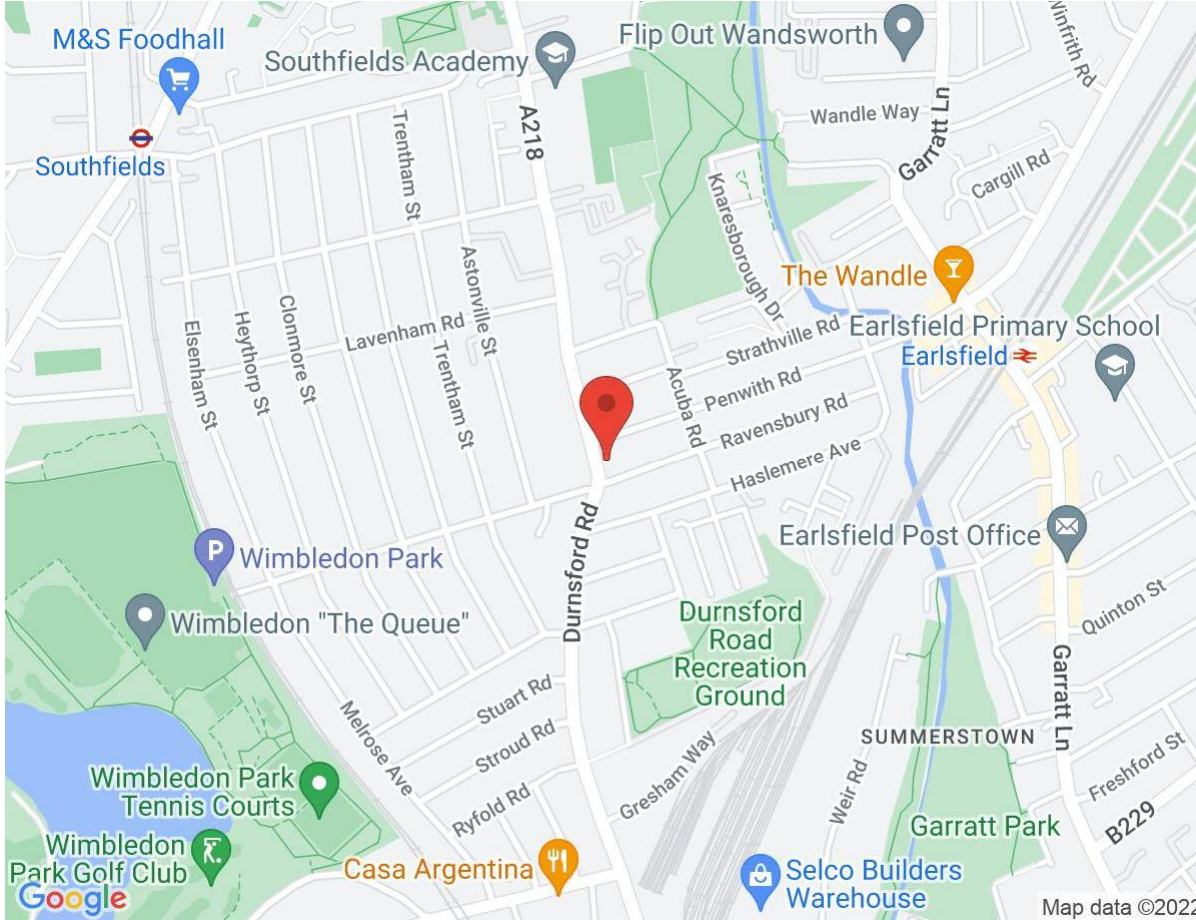 M&S Foodhall
Southfields Academy
Flip Out Wandsworth
Winfrith Rd
A218
Trentham St
Wandle Way
Garratt Ln
Cargill Rd
Southfields
Knaresborough Dr
Astonville St
The Wandle
Elsenham St
Heythorp St
Clonmore St
Lavenham Rd
Trentham St
Strathville Rd
Earlsfield Primary School
Earlsfield
Acuba Rd
Penwith Rd
Ravensbury Rd
Haslemere Ave
Wimbledon Park
Durnsford Rd
Earlsfield Post Office
Wimbledon "The Queue"
Durnsford
Road
Recreation
Ground
Quinton St
Garratt Ln
Melrose Ave
Stuart Rd
Stroud Rd
SUMMERSTOWN
Gresham Way
Weir Rd
Freshford St
Wimbledon Park
Tennis Courts
Ryfold Rd
Garratt Park
B229
Wimbledon
Park Golf Club
Casa Argentina
Selco Builders
Warehouse
Google
Map data ©2022
P